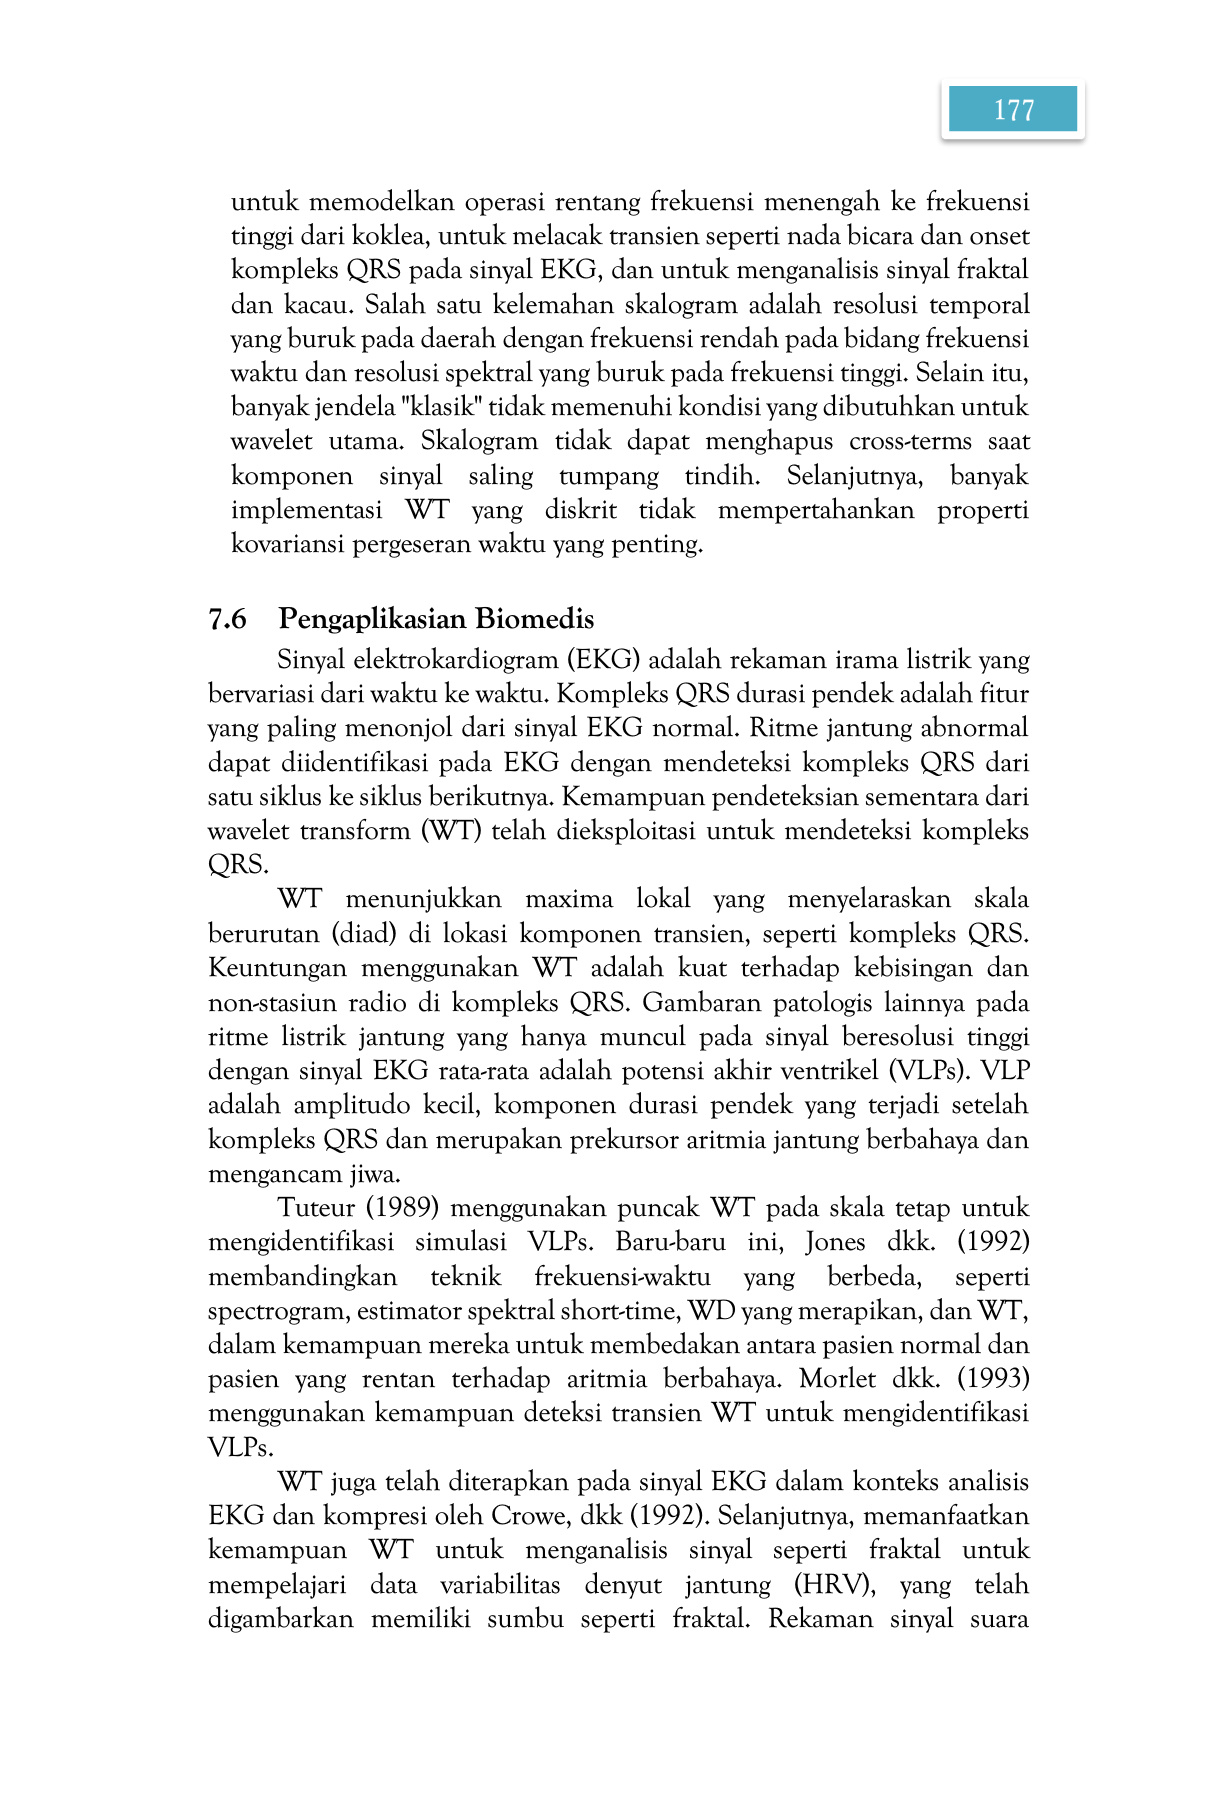 177
untuk memodelkan operasi rentang frekuensi menengah ke frekuensi
tinggi dari koklea, untuk melacak transien seperti nada bicara dan onset
kompleks QRS pada sinyal EKG, dan untuk menganalisis sinyal fraktal
dan kacau. Salah satu kelemahan skalogram adalah resolusi temporal
yang buruk pada daerah dengan frekuensi rendah pada bidang frekuensi
waktu dan resolusi spektral yang buruk pada frekuensi tinggi. Selain itu,
banyak jendela "klasik" tidak memenuhi kondisi yang dibutuhkan untuk
wavelet utama. Skalogram tidak dapat menghapus cross-terms saat
komponen sinyal saling tumpang tindih. Selanjutnya, banyak
implementasi WT yang diskrit tidak mempertahankan properti
kovariansi pergeseran waktu yang penting.
7.6 Pengaplikasian Biomedis
Sinyal elektrokardiogram (EKG) adalah rekaman irama listrik yang
bervariasi dari waktu ke waktu. Kompleks QRS durasi pendek adalah fitur
yang paling menonjol dari sinyal EKG normal. Ritme jantung abnormal
dapat diidentifikasi pada EKG dengan mendeteksi kompleks QRS dari
satu siklus ke siklus berikutnya. Kemampuan pendeteksian sementara dari
wavelet transform (WT) telah dieksploitasi untuk mendeteksi kompleks
QRS.
WT menunjukkan maxima lokal yang menyelaraskan skala
berurutan (diad) di lokasi komponen transien, seperti kompleks QRS.
Keuntungan menggunakan WT adalah kuat terhadap kebisingan dan
non-stasiun radio di kompleks QRS. Gambaran patologis lainnya pada
ritme listrik jantung yang hanya muncul pada sinyal beresolusi tinggi
dengan sinyal EKG rata-rata adalah potensi akhir ventrikel (VLPs). VLP
adalah amplitudo kecil, komponen durasi pendek yang terjadi setelah
kompleks QRS dan merupakan prekursor aritmia jantung berbahaya dan
mengancam jiwa.
Tuteur (1989) menggunakan puncak WT pada skala tetap untuk
mengidentifikasi simulasi VLPs. Baru-baru ini, Jones dkk. (1992)
membandingkan teknik frekuensi-waktu yang berbeda, seperti
spectrogram, estimator spektral short-time, WD yang merapikan, dan WT,
dalam kemampuan mereka untuk membedakan antara pasien normal dan
pasien yang rentan terhadap aritmia berbahaya. Morlet dkk. (1993)
menggunakan kemampuan deteksi transien WT untuk mengidentifikasi
VLPs.
WT juga telah diterapkan pada sinyal EKG dalam konteks analisis
EKG dan kompresi oleh Crowe, dkk (1992). Selanjutnya, memanfaatkan
kemampuan WT untuk menganalisis sinyal seperti fraktal untuk
mempelajari data variabilitas denyut jantung (HRV), yang telah
digambarkan memiliki sumbu seperti fraktal. Rekaman sinyal suara